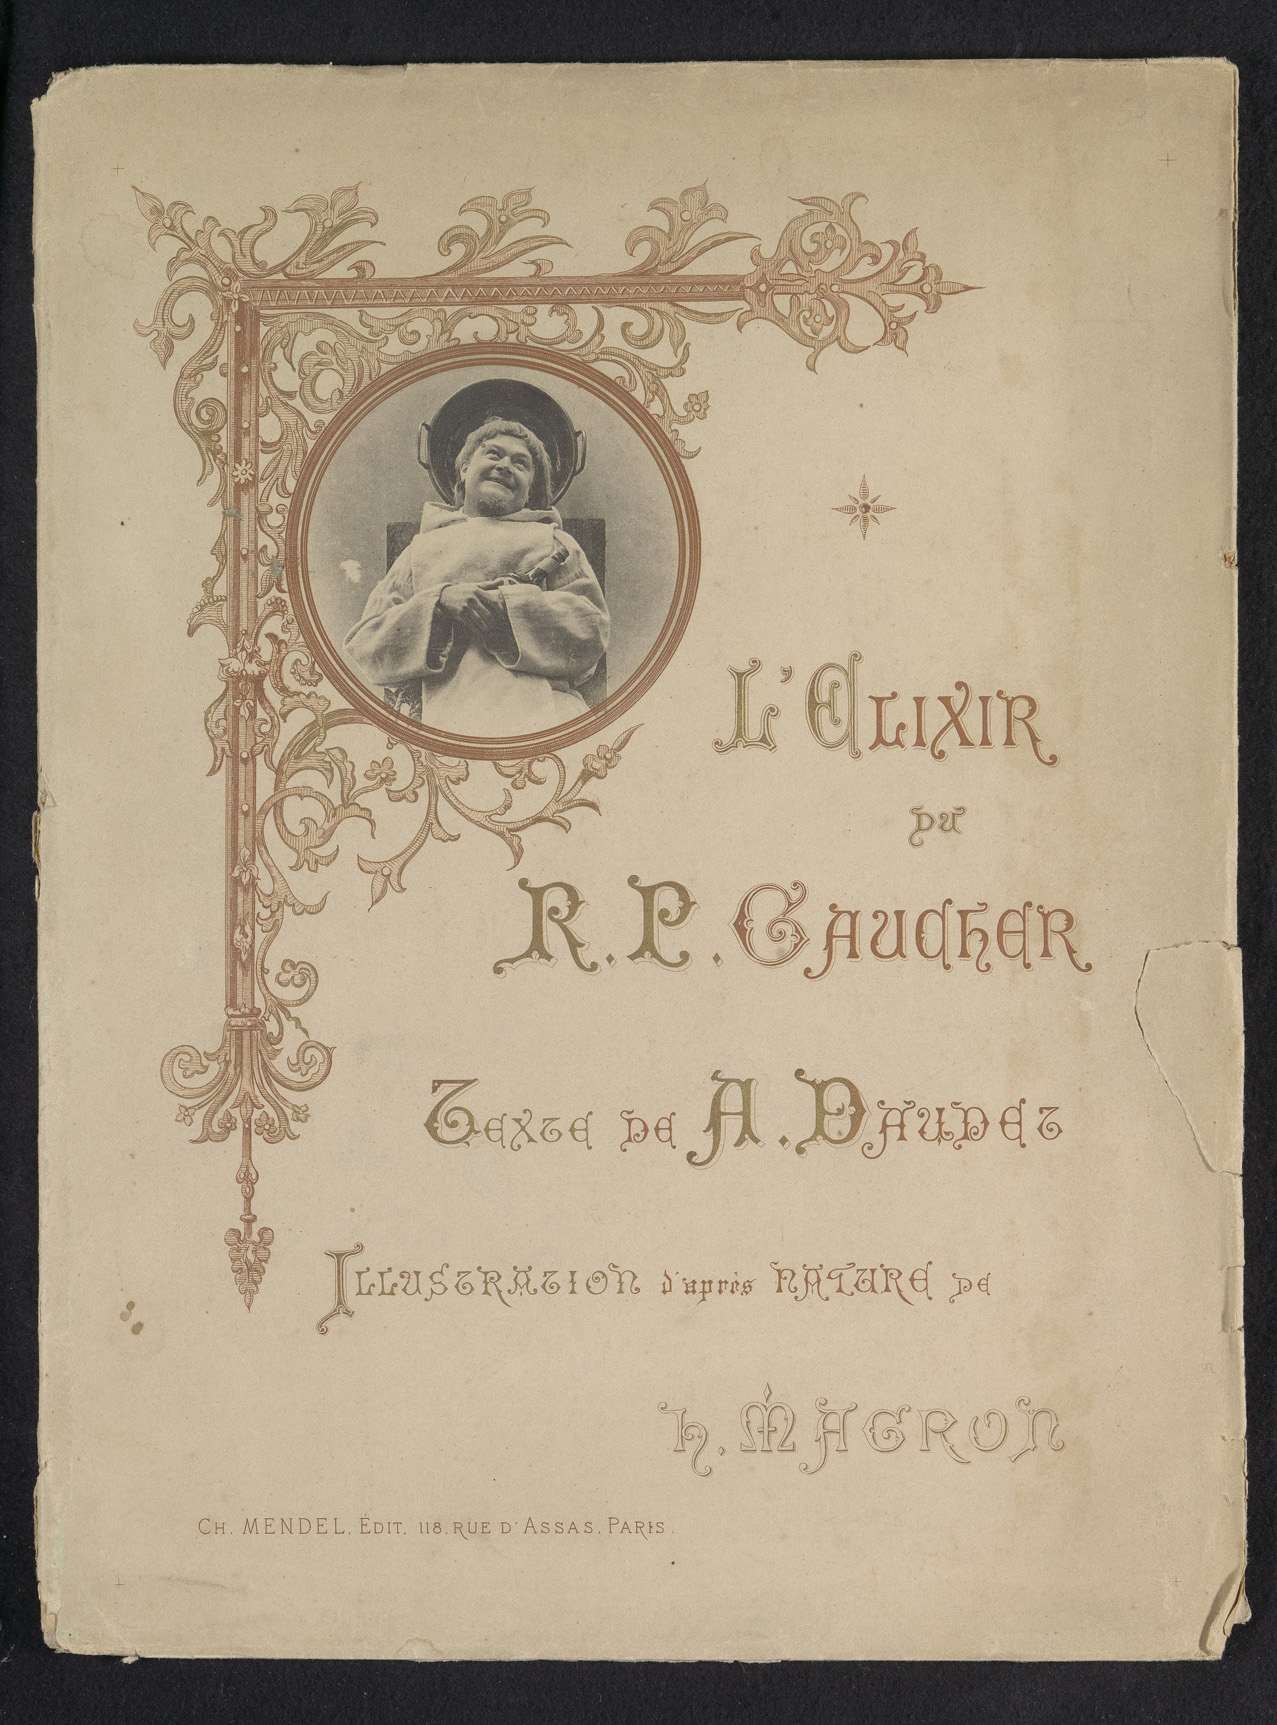 L'Elixir
du
R. P. Gaucher
Texte de A. Daudet
Illustration d'après nature de
h. Magron
Ch. MENDEL, Édit. 118, rue d'Assas, Paris.